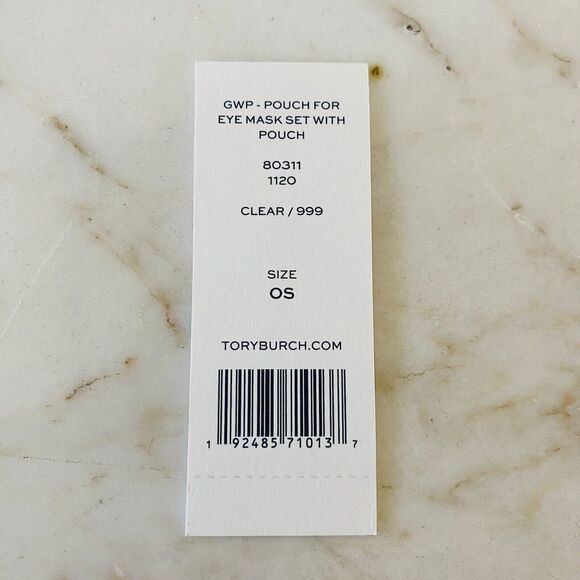 GWP - POUCH FOR
EYE MASK SET WITH
POUCH
80311
1120
CLEAR / 999
SIZE
OS
TORYBURCH.COM
1 92485 71013 7